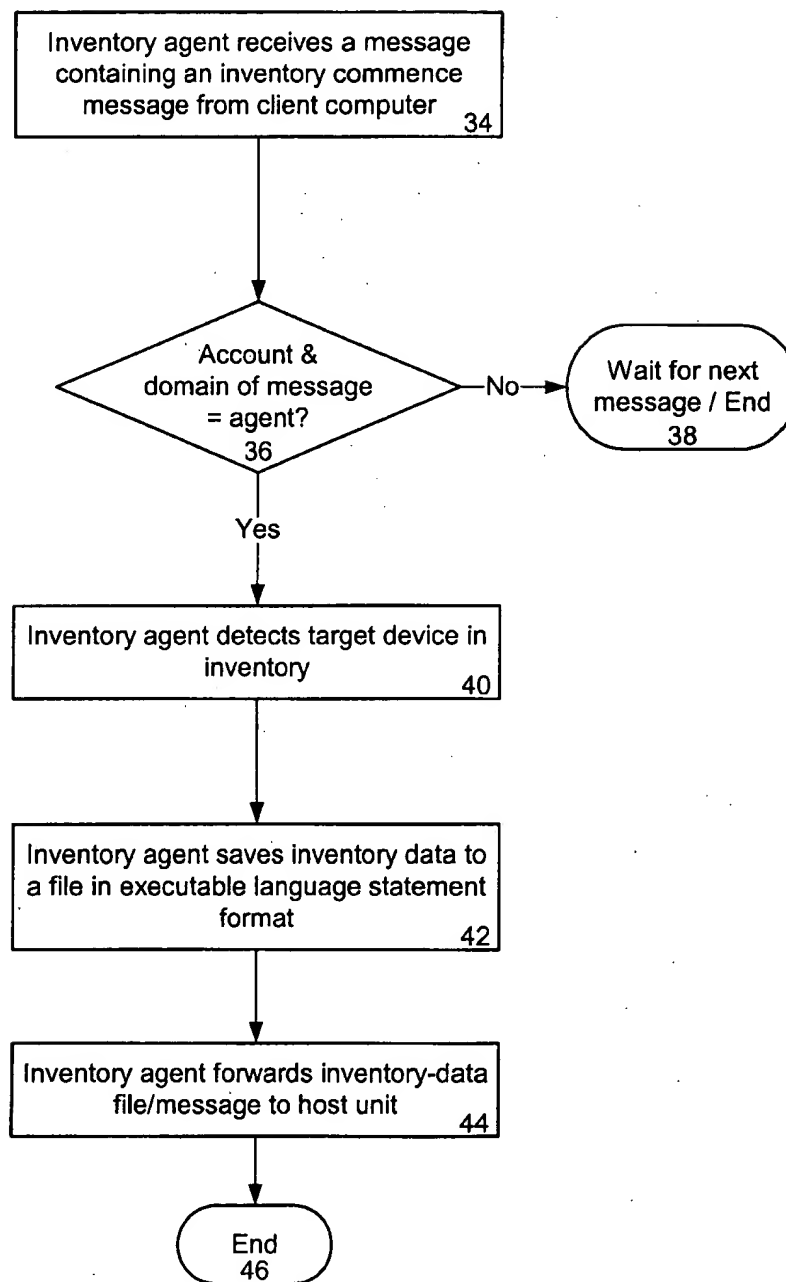 Inventory agent receives a message
containing an inventory commence
message from client computer
34
Account &
domain of message
= agent?
36
No
Wait for next
message / End
38
Yes
Inventory agent detects target device in
inventory
40
Inventory agent saves inventory data to
a file in executable language statement
format
42
Inventory agent forwards inventory-data
file/message to host unit
44
End
46